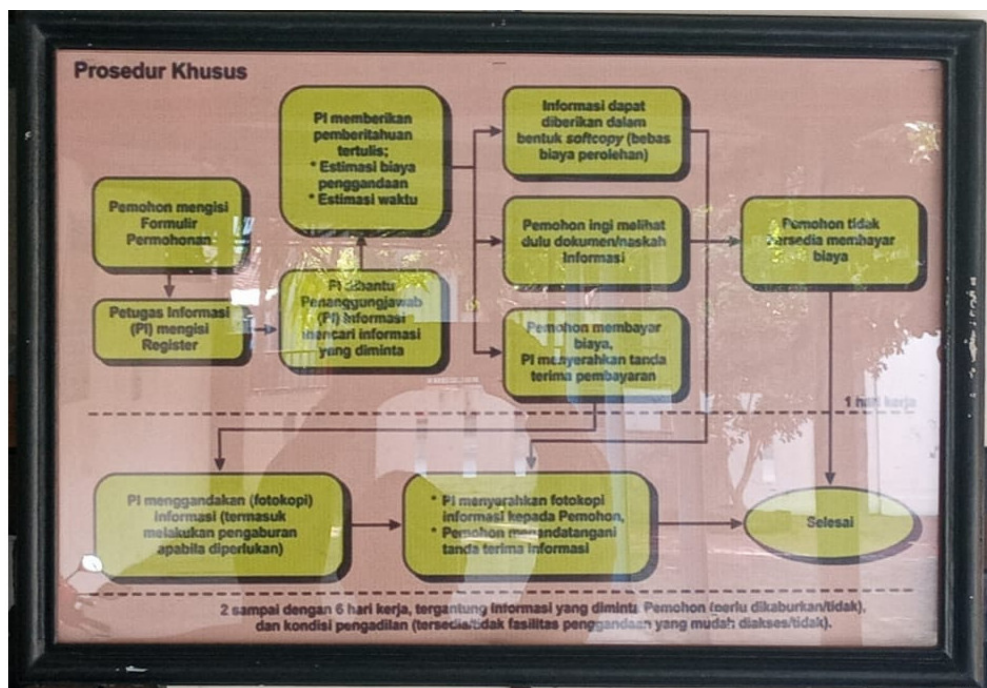 Prosedur Khusus
Pemohon mengisi
Formulir
Permohonan
Petugas Informasi
(PI) mengisi
Register
PI memberikan
pemberitahuan
tertulis;
* Estimasi biaya
penggandaan
* Estimasi waktu
PI dibantu
Penanggungjawab
(PI) Informasi
mencari informasi
yang diminta
Informasi dapat
diberikan dalam
bentuk softcopy (bebas
biaya perolehan)
Pemohon ingi melihat
dulu dokumen/naskah
Informasi
Pemohon membayar
biaya,
PI menyerahkan tanda
terima pembayaran
Pemohon tidak
bersedia membayar
biaya
1 hari kerja
PI menggandakan (fotokopi)
informasi (termasuk
melakukan pengaburan
apabila diperlukan)
* PI menyerahkan fotokopi
informasi kepada Pemohon,
* Pemohon menandatangani
tanda terima informasi
Selesai
2 sampai dengan 6 hari kerja, tergantung Informasi yang diminta Pemohon (perlu dikaburkan/tidak),
dan kondisi pengadilan (tersedia/tidak fasilitas penggandaan yang mudah diakses/tidak).